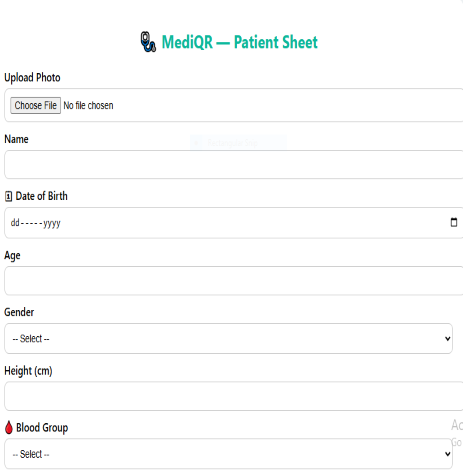 MediQR — Patient Sheet
Upload Photo
Choose File No file chosen
Name
Date of Birth
dd-----yyyy
Age
Gender
-- Select --
Height (cm)
Blood Group
-- Select --